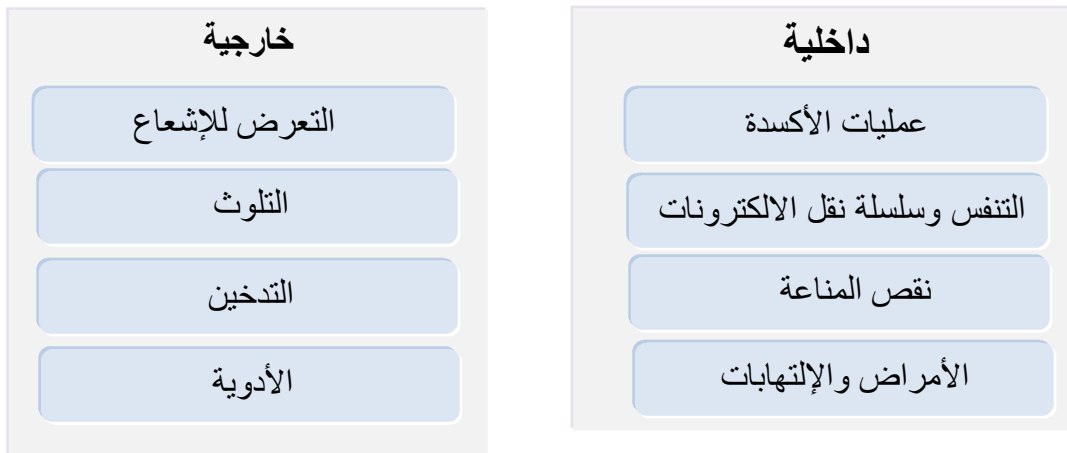 داخلية
عمليات الأكسدة
التنفس وسلسلة نقل الالكترونات
نقص المناعة
الأمراض والإلتهابات
خارجية
التعرض للإشعاع
التلوث
التدخين
الأدوية